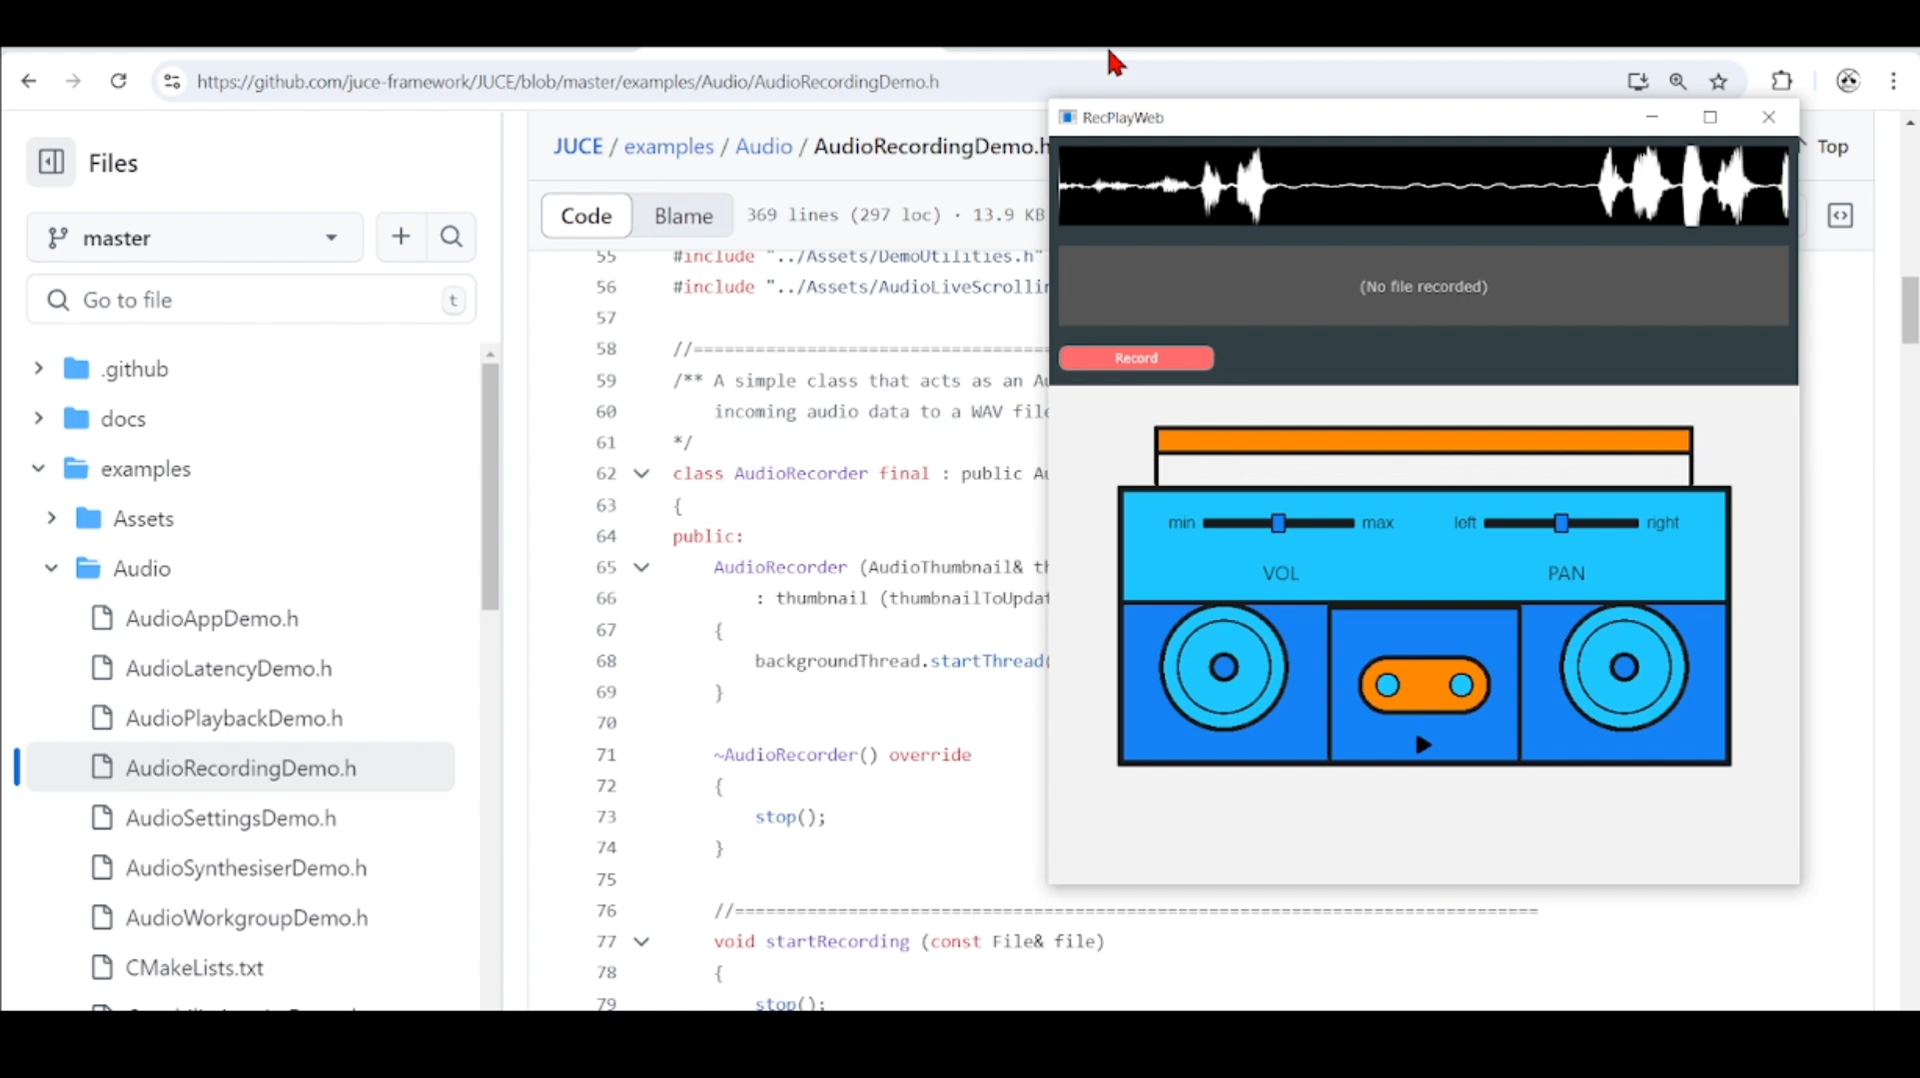 https://github.com/juce-framework/JUCE/blob/master/examples/Audio/AudioRecordingDemo.h
RecPlayWeb
Files
JUCE / examples / Audio / AudioRecordingDemo.h
Top
master
Code Blame 369 lines (297 loc) · 13.9 KB
Go to file t
(No file recorded)
Record
.github
docs
examples
Assets
Audio
AudioAppDemo.h
AudioLatencyDemo.h
AudioPlaybackDemo.h
AudioRecordingDemo.h
AudioSettingsDemo.h
AudioSynthesiserDemo.h
AudioWorkgroupDemo.h
CMakeLists.txt
55 #include "../Assets/DemoUtilities.h"
56 #include "../Assets/AudioLiveScrollin
57
58 //===================================
59 /** A simple class that acts as an Au
60 incoming audio data to a WAV file
61 */
62 class AudioRecorder final : public Au
63 {
64 public:
65 AudioRecorder (AudioThumbnail& th
66 : thumbnail (thumbnailToUpdat
67 {
68 backgroundThread.startThread(
69 }
70
71 ~AudioRecorder() override
72 {
73 stop();
74 }
75
76 //==============================================================================
77 void startRecording (const File& file)
78 {
79 stop();
min max left right
VOL PAN